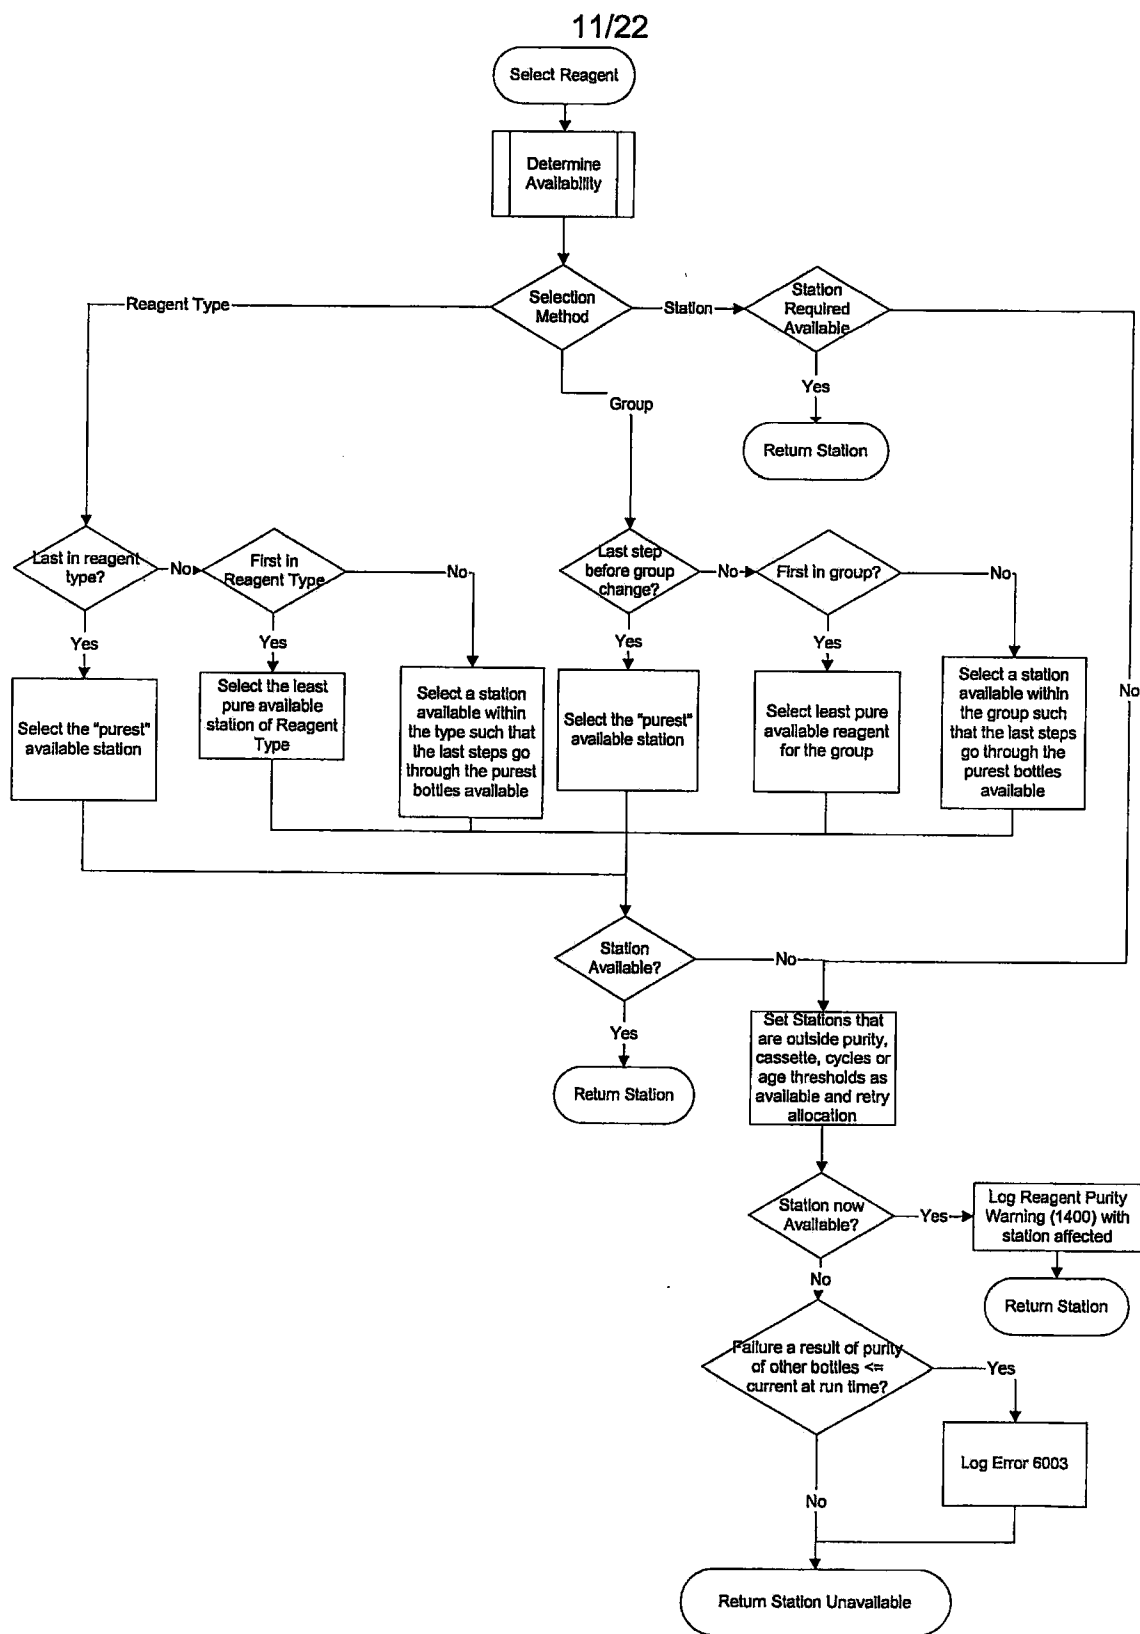 11/22
Select Reagent
Determine
Availability
Selection
Method
Reagent Type
Station
Station
Required
Available
Yes
Group
Return Station
Last in reagent
type?
No
First in
Reagent Type
No
Last step
before group
change?
No
First in group?
No
Yes
Yes
Yes
Yes
No
Select the "purest"
available station
Select the least
pure available
station of Reagent
Type
Select a station
available within
the type such that
the last steps go
through the purest
bottles available
Select the "purest"
available station
Select least pure
available reagent
for the group
Select a station
available within
the group such
that the last steps
go through the
purest bottles
available
Station
Available?
No
Yes
Return Station
Set Stations that
are outside purity,
cassette, cycles or
age thresholds as
available and retry
allocation
Station now
Available?
Yes
Log Reagent Purity
Warning (1400) with
station affected
No
Return Station
Failure a result of purity
of other bottles <=
current at run time?
Yes
Log Error 6003
No
Return Station Unavailable